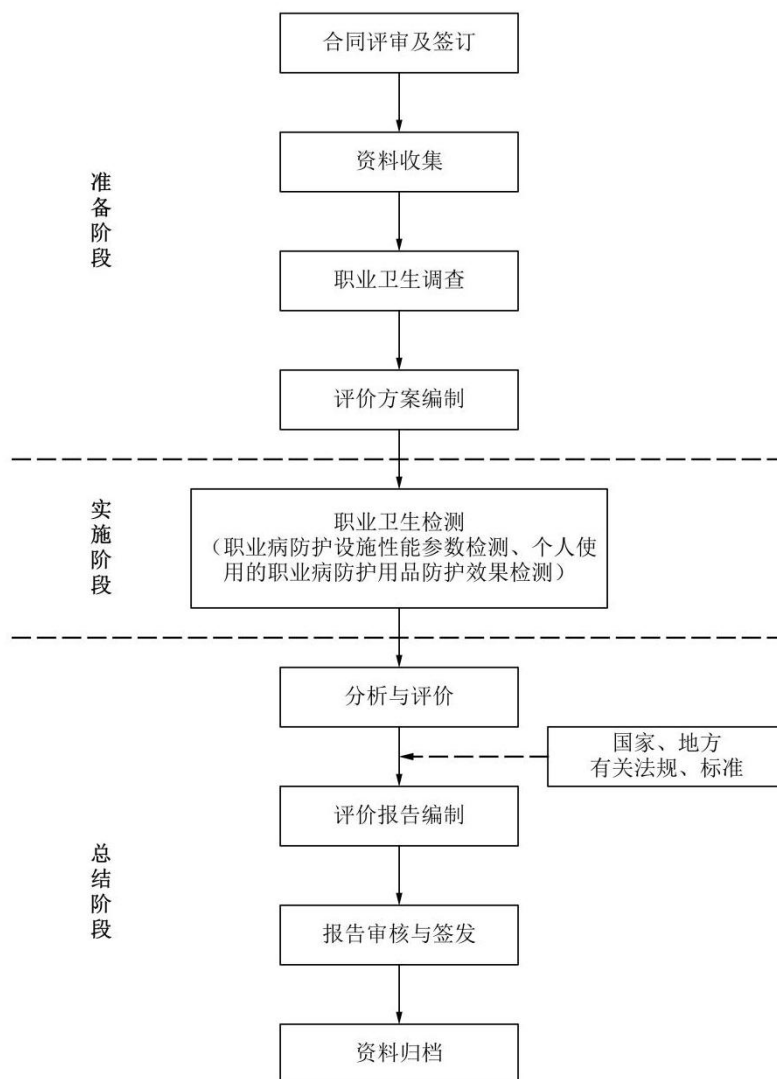 合同评审及签订
资料收集
准备阶段
职业卫生调查
评价方案编制
实施阶段
职业卫生检测
（职业病防护设施性能参数检测、个人使
用的职业病防护用品防护效果检测）
分析与评价
国家、地方
有关法规、标准
评价报告编制
总结阶段
报告审核与签发
资料归档